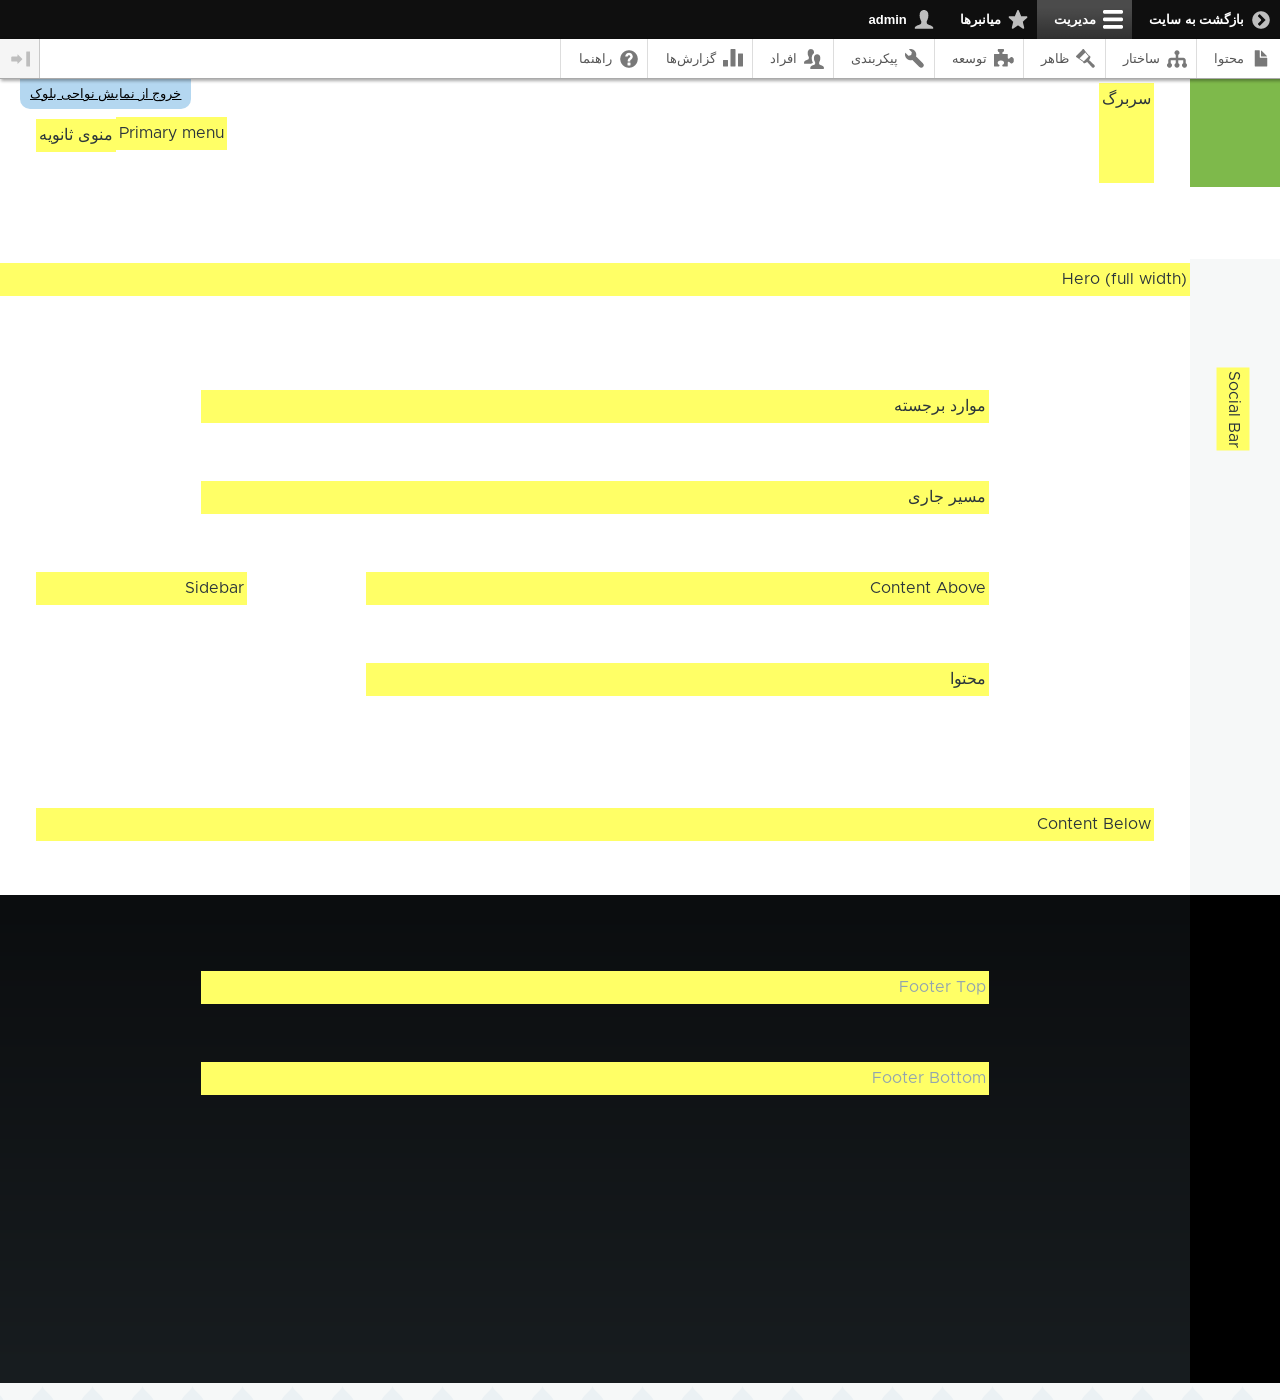 بازگشت به سایت
مدیریت
میانبرها
admin
محتوا
ساختار
ظاهر
توسعه
پیکربندی
افراد
گزارش‌ها
راهنما
خروج از نمایش نواحی بلوک
سربرگ
Primary menu
منوی ثانویه
Hero (full width)
Social Bar
موارد برجسته
مسیر جاری
Content Above
Sidebar
محتوا
Content Below
Footer Top
Footer Bottom